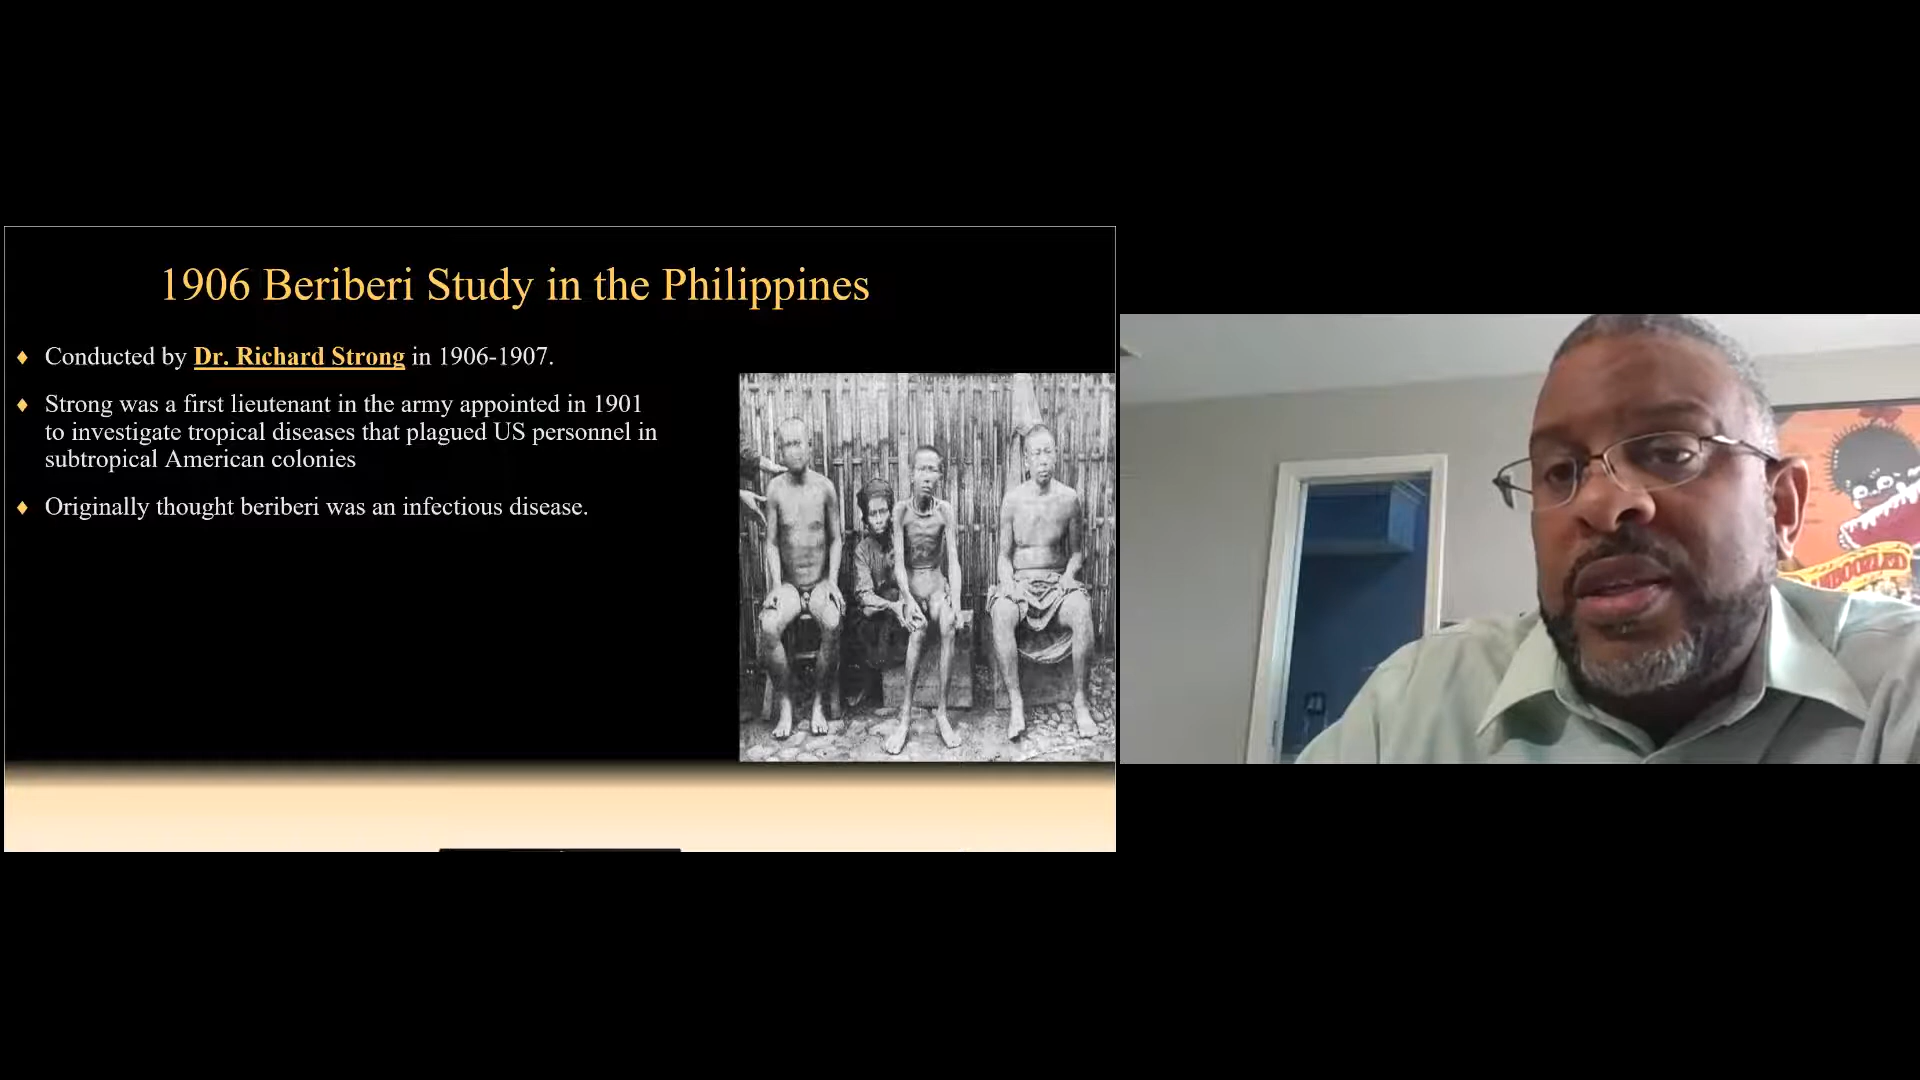 1906 Beriberi Study in the Philippines
♦ Conducted by Dr. Richard Strong in 1906-1907.
♦ Strong was a first lieutenant in the army appointed in 1901
to investigate tropical diseases that plagued US personnel in
subtropical American colonies
♦ Originally thought beriberi was an infectious disease.